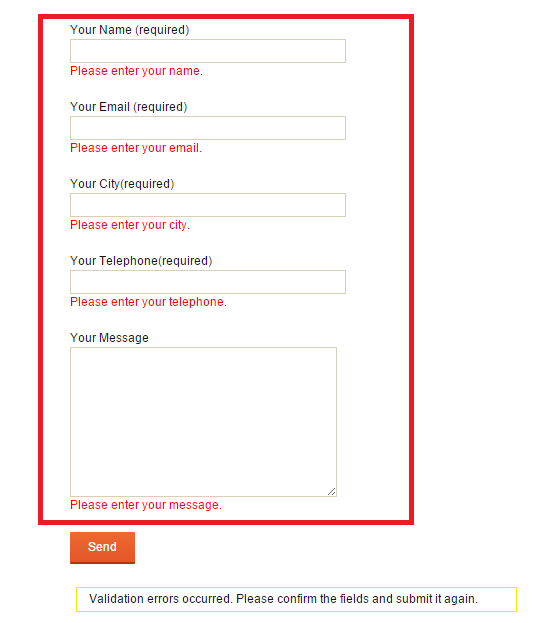 Your Name (required)
Please enter your name.
Your Email (required)
Please enter your email.
Your City(required)
Please enter your city.
Your Telephone(required)
Please enter your telephone.
Your Message
Please enter your message.
Send
Validation errors occurred. Please confirm the fields and submit it again.